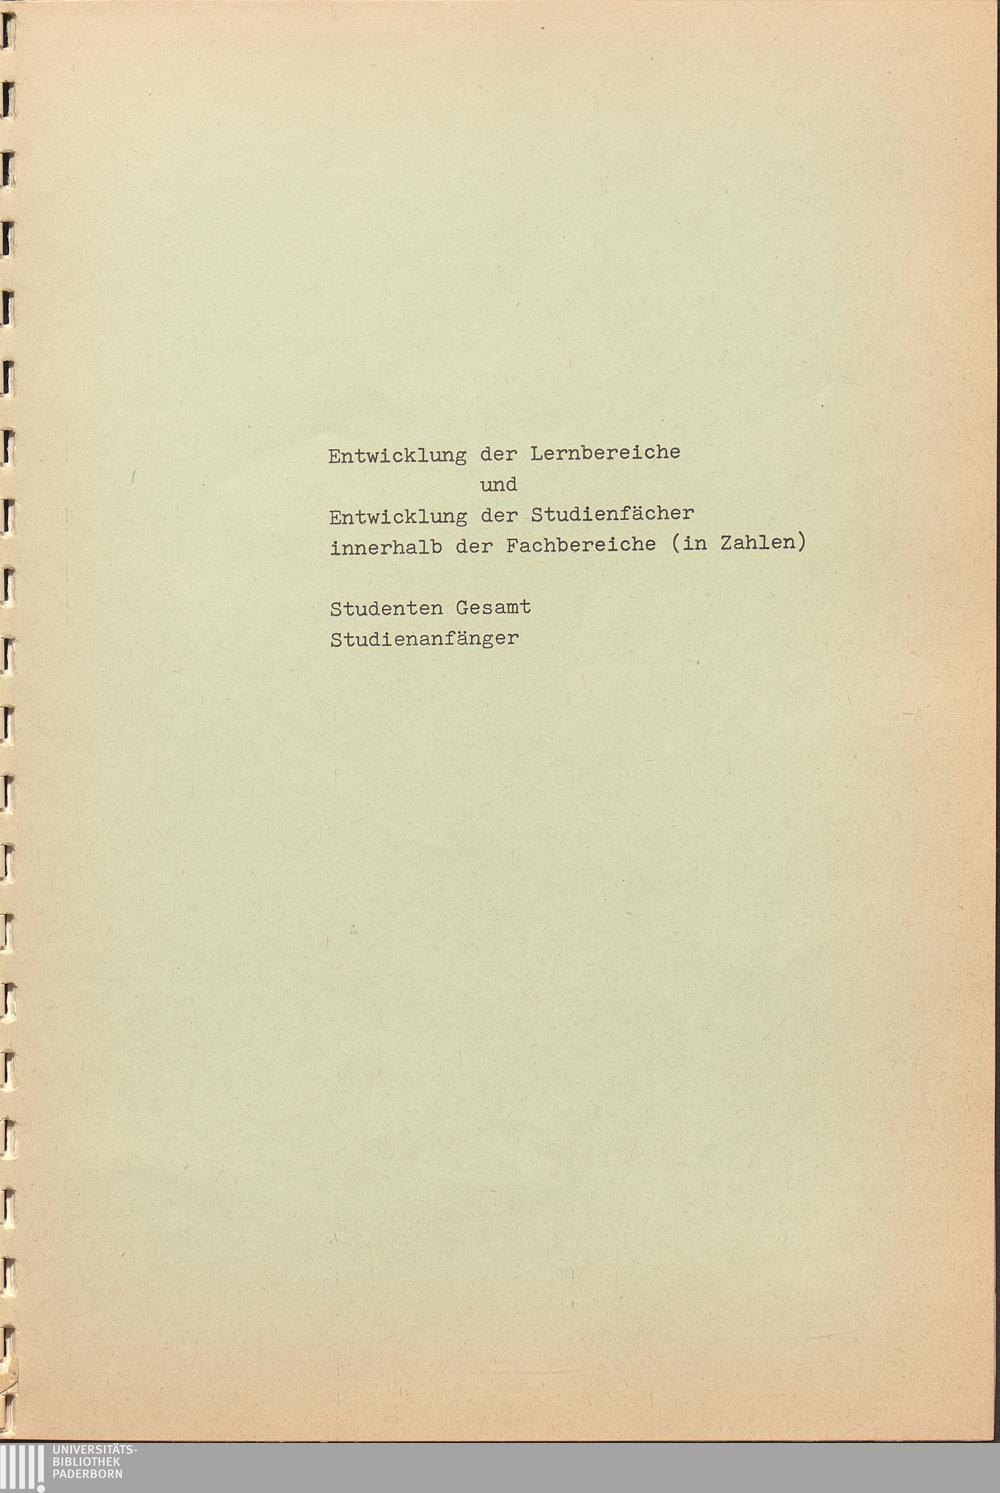 Entwicklung der Lernbereiche
und
Entwicklung der Studienfächer
innerhalb der Fachbereiche (in Zahlen)
Studenten Gesamt
Studienanfänger
UNIVERSITÄTS-
BIBLIOTHEK
PADERBORN